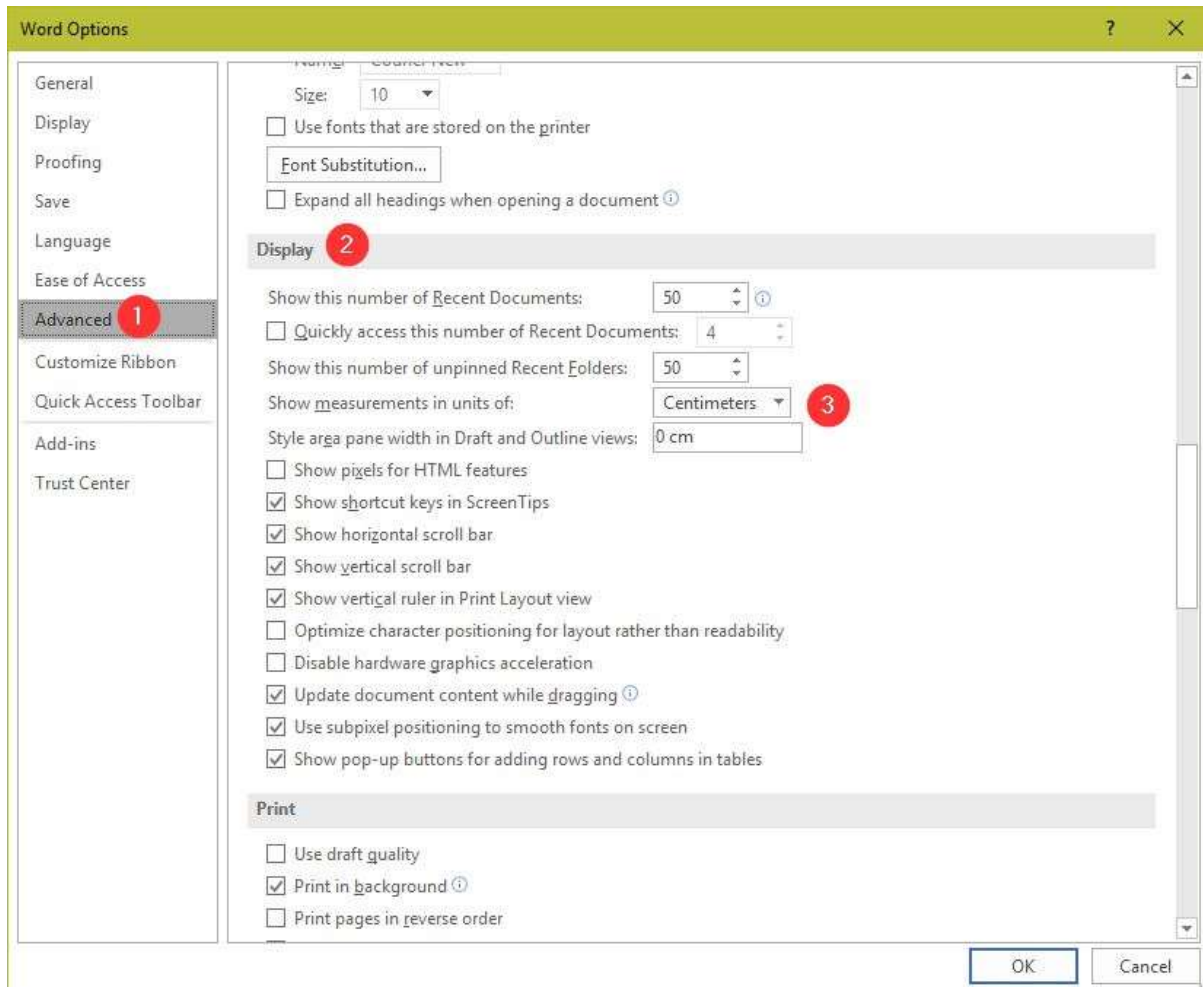 Word Options ? ×
General
Display
Proofing
Save
Language
Ease of Access
Advanced 1
Customize Ribbon
Quick Access Toolbar
Add-ins
Trust Center
Name: Courier New
Size: 10
Use fonts that are stored on the printer
Font Substitution...
Expand all headings when opening a document
Display 2
Show this number of Recent Documents: 50
Quickly access this number of Recent Documents: 4
Show this number of unpinned Recent Folders: 50
Show measurements in units of: Centimeters 3
Style area pane width in Draft and Outline views: 0 cm
Show pixels for HTML features
Show shortcut keys in ScreenTips
Show horizontal scroll bar
Show vertical scroll bar
Show vertical ruler in Print Layout view
Optimize character positioning for layout rather than readability
Disable hardware graphics acceleration
Update document content while dragging
Use subpixel positioning to smooth fonts on screen
Show pop-up buttons for adding rows and columns in tables
Print
Use draft quality
Print in background
Print pages in reverse order
OK Cancel